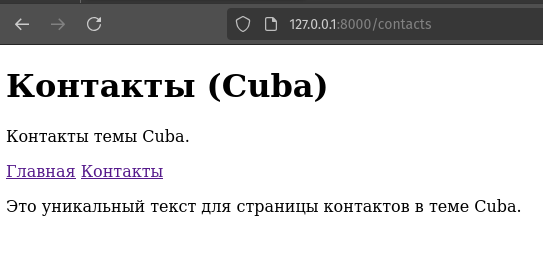 127.0.0.1:8000/contacts
Контакты (Cuba)
Контакты темы Cuba.
Главная Контакты
Это уникальный текст для страницы контактов в теме Cuba.